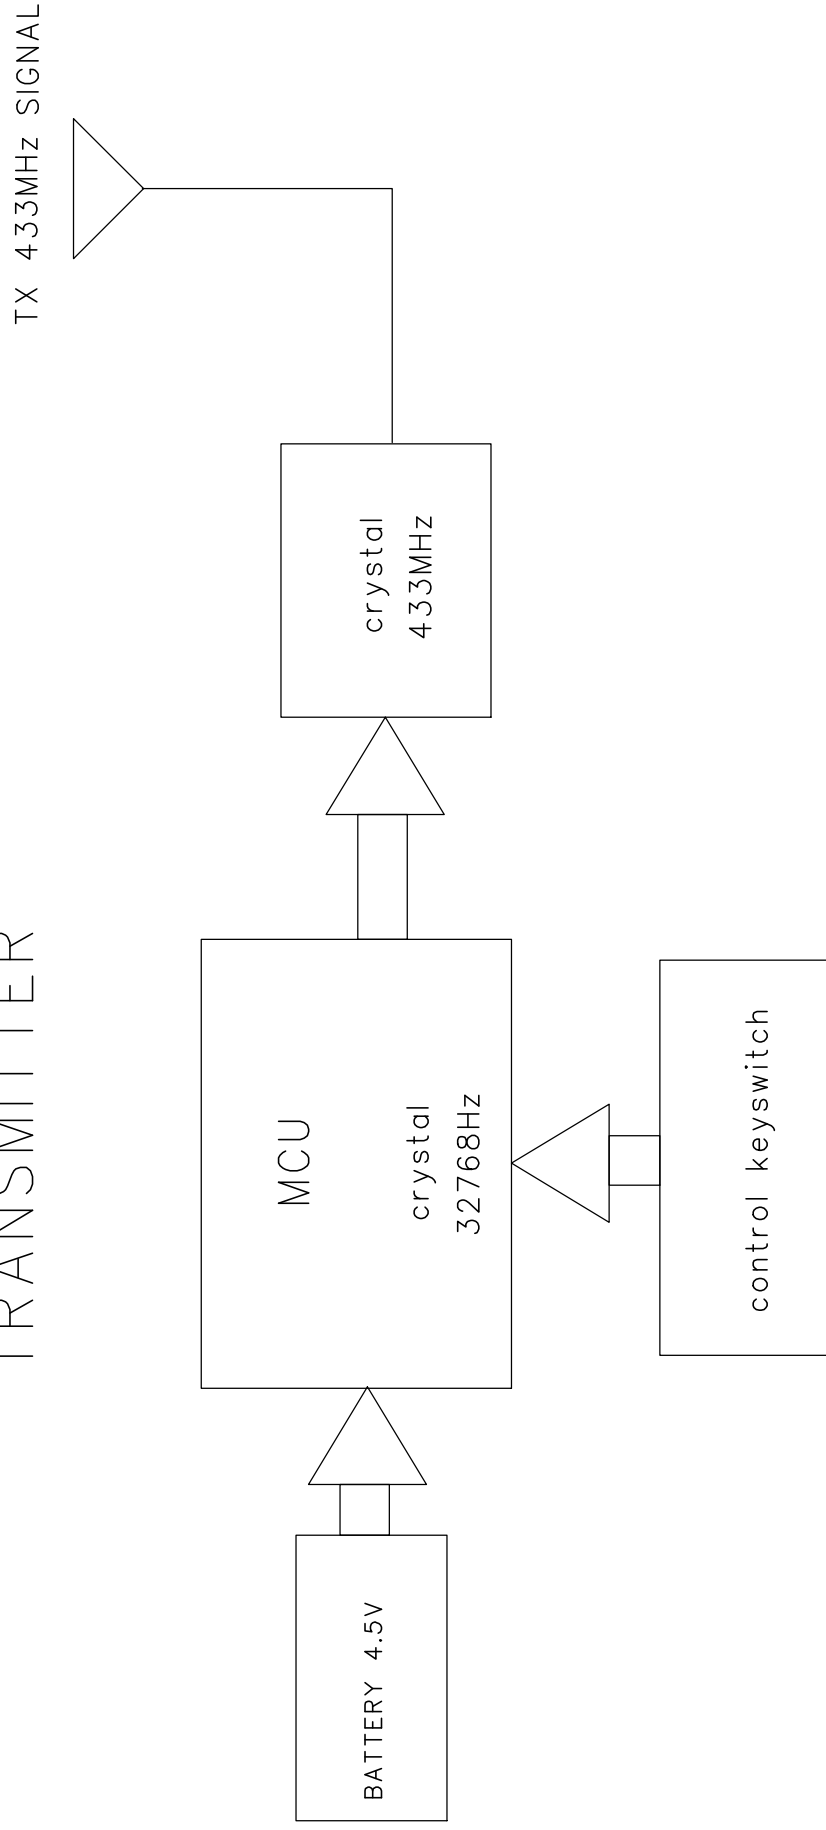 TRANSMITTER
TX 433MHz SIGNAL
BATTERY 4.5V
MCU
crystal
32768Hz
crystal
433MHz
control keyswitch